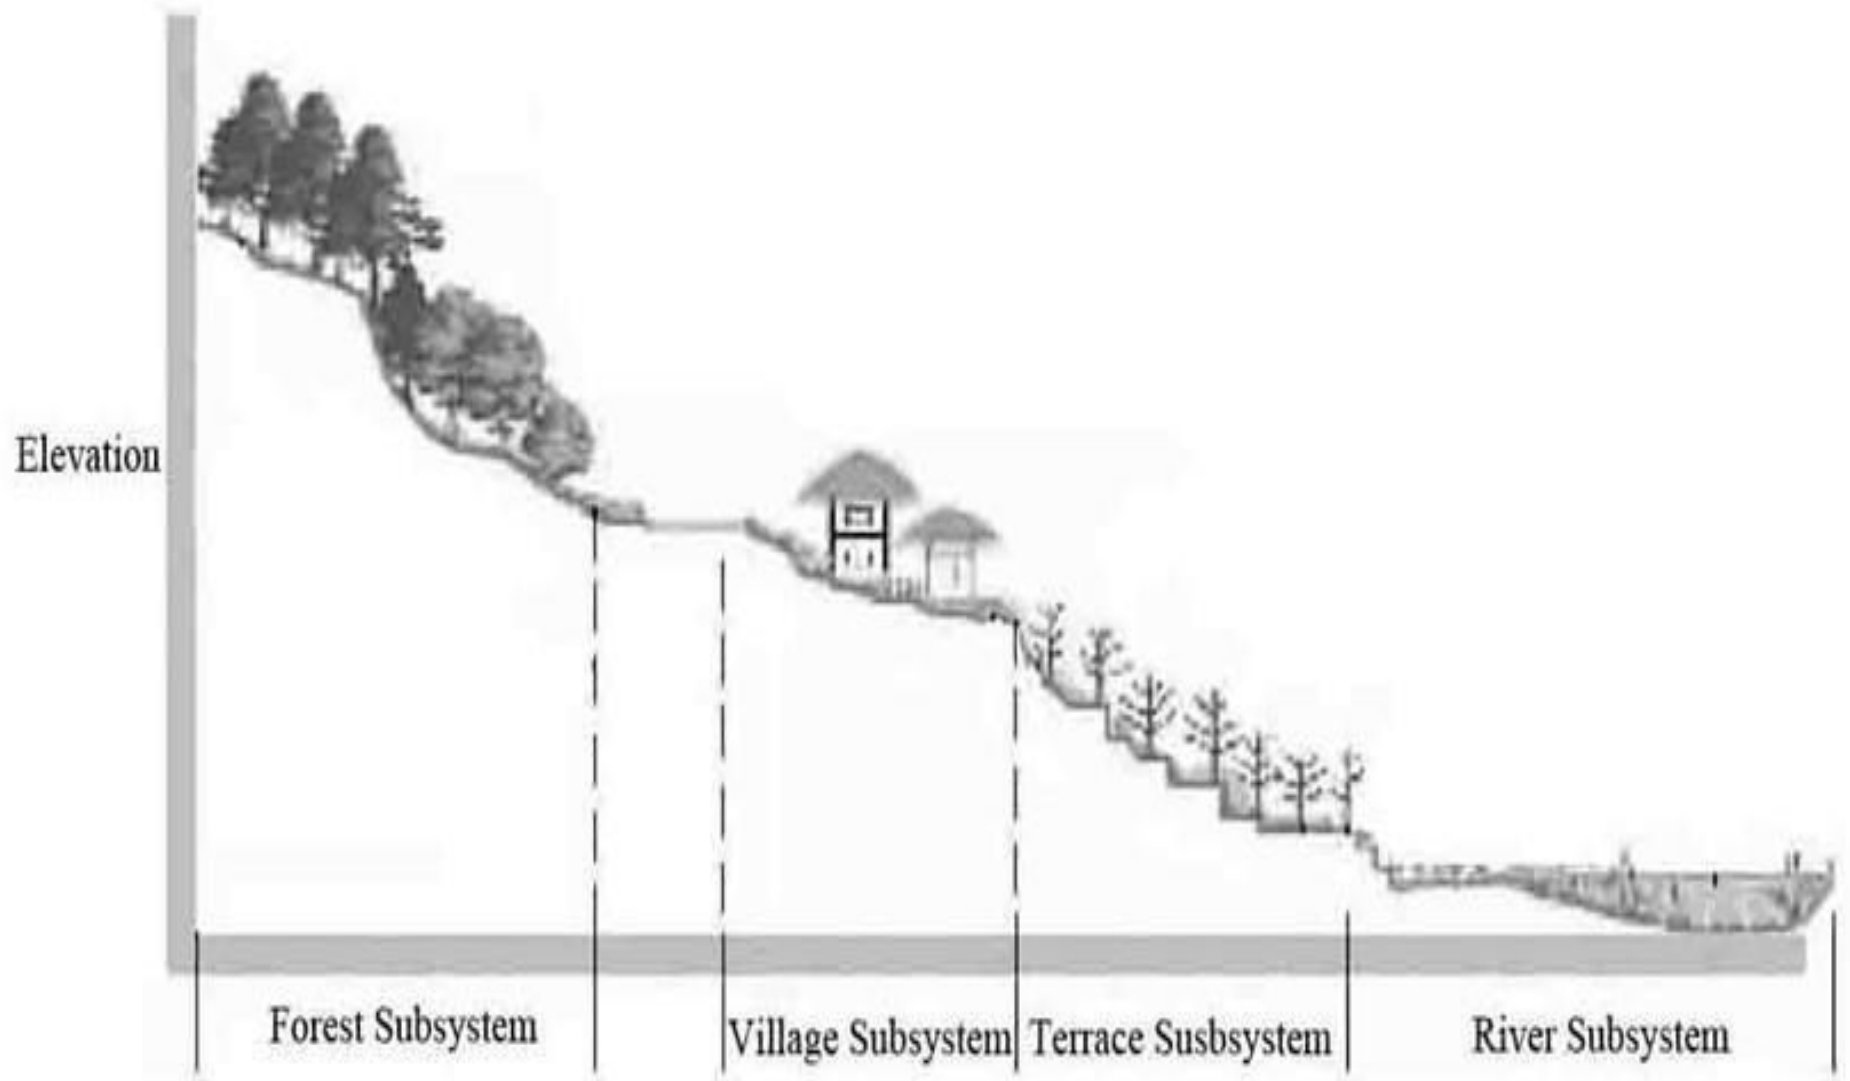 Elevation
Forest Subsystem
Village Subsystem
Terrace Susbsystem
River Subsystem